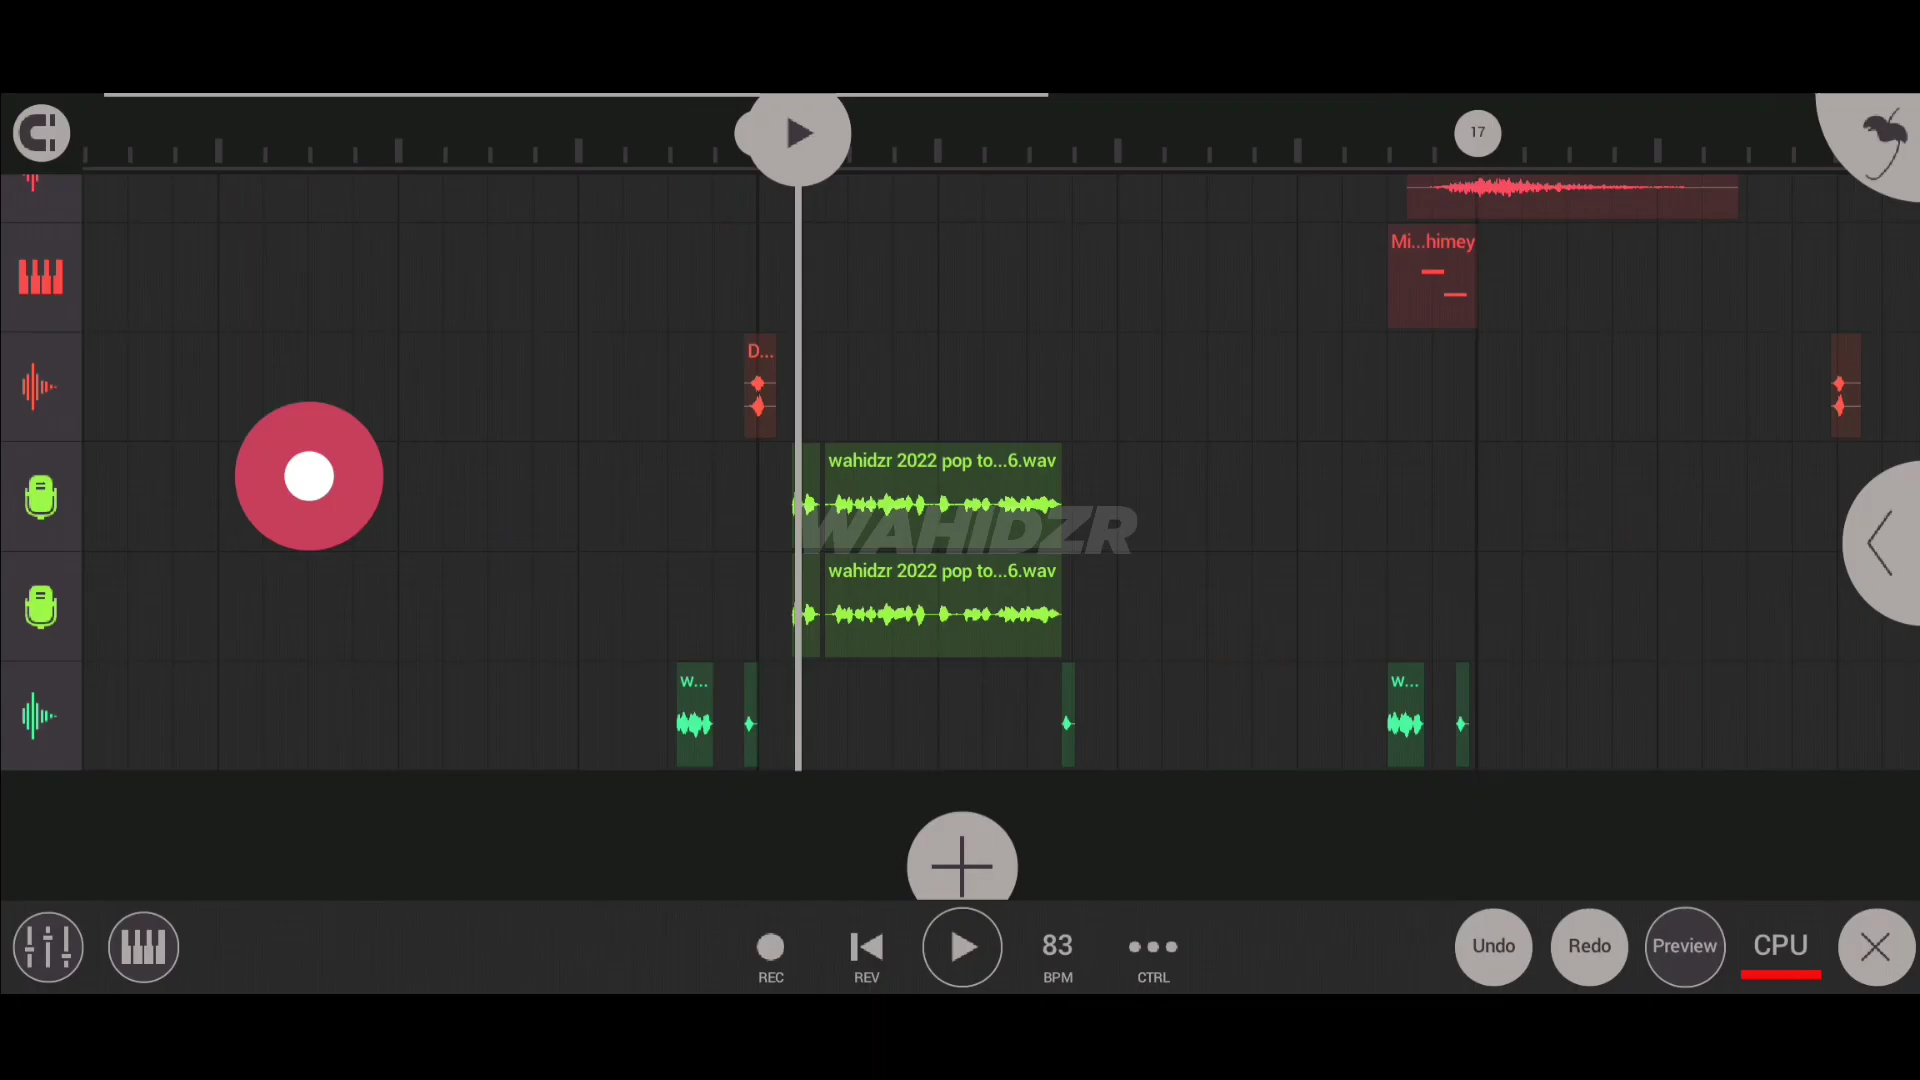 17
Mi...himey
D...
wahidzr 2022 pop to...6.wav
WAHIDZR
wahidzr 2022 pop to...6.wav
w...
w...
REC
REV
83
BPM
CTRL
Undo
Redo
Preview
CPU